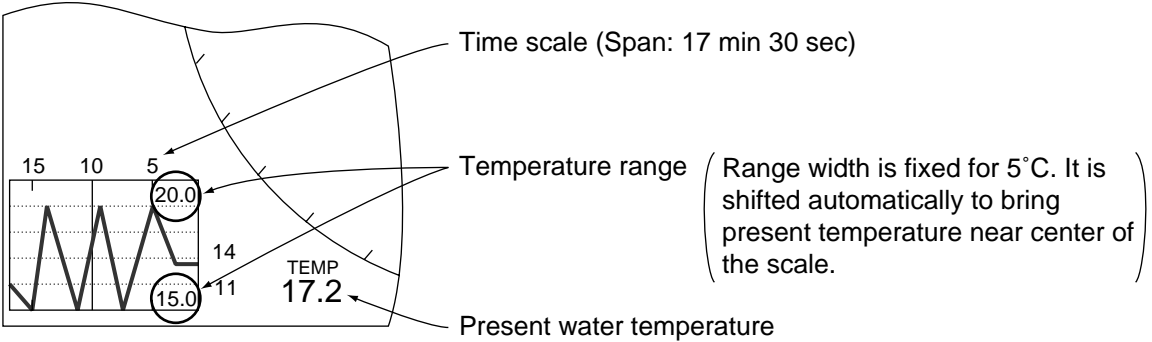 Time scale (Span: 17 min 30 sec)
15 10 5
Temperature range
Range width is fixed for 5˚C. It is
shifted automatically to bring
present temperature near center of
the scale.
20.0
14
TEMP
15.0
11
17.2
Present water temperature